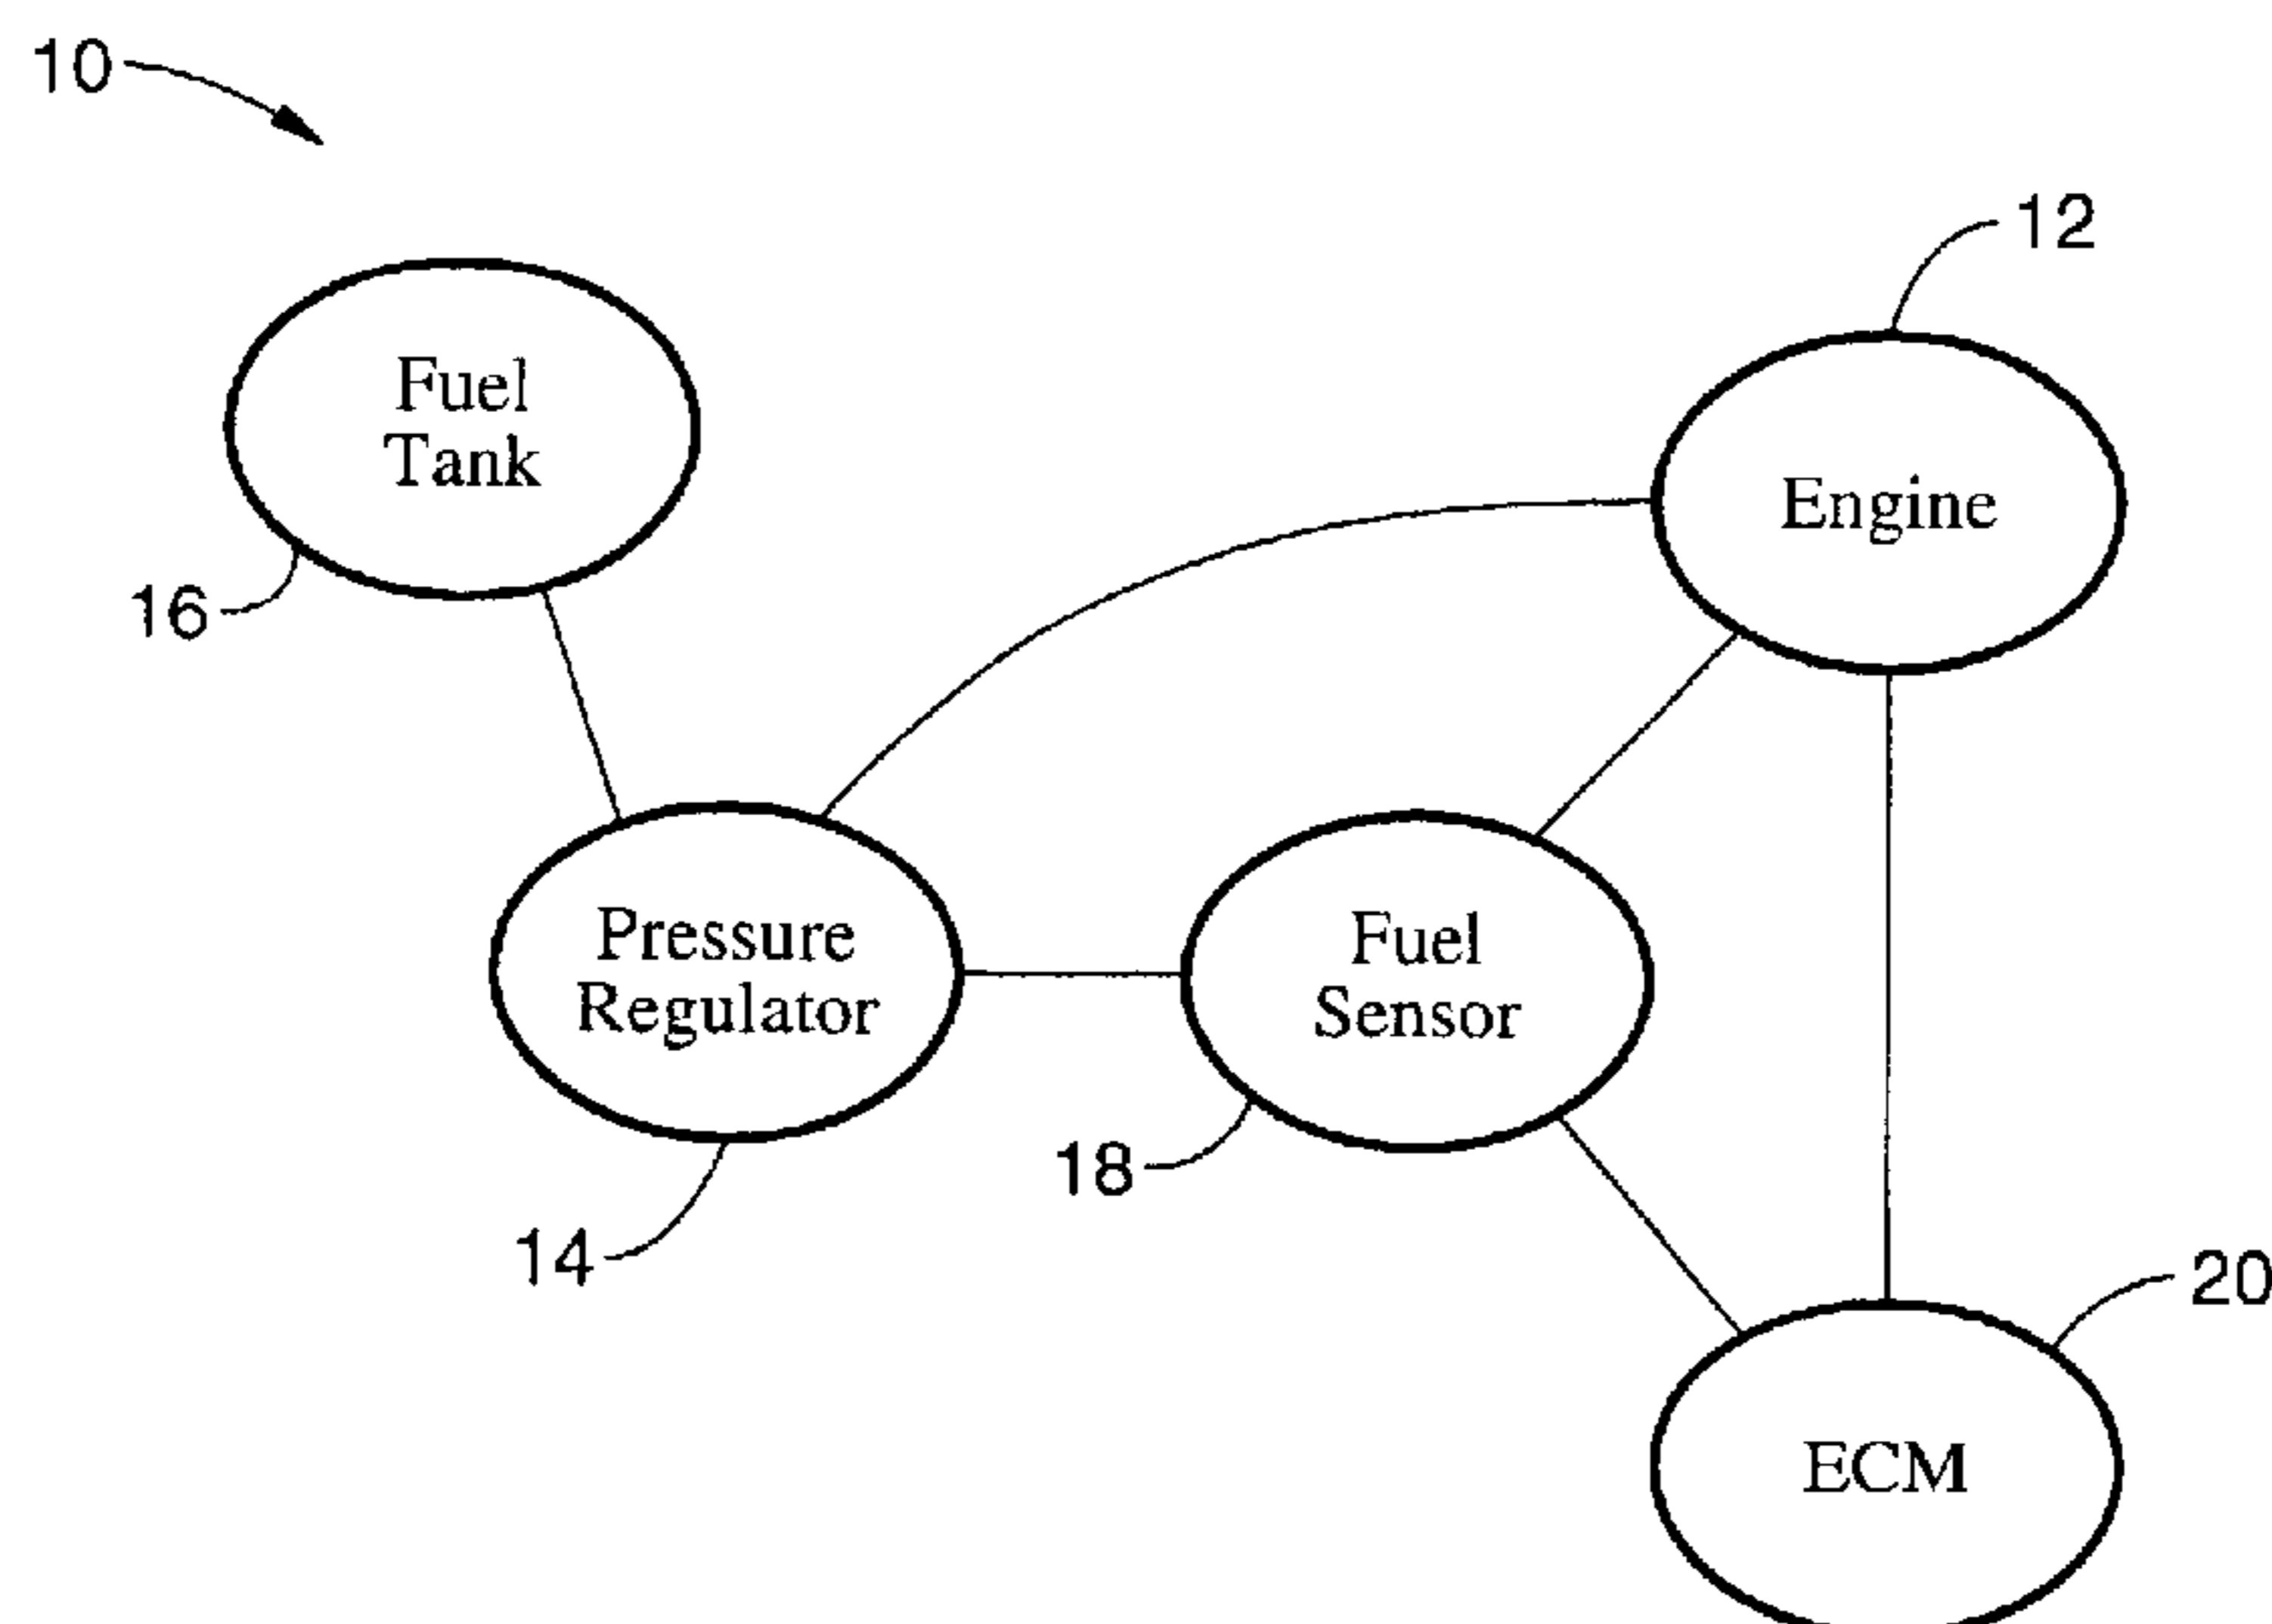 10
12
Fuel
Tank
Engine
16
Pressure
Regulator
Fuel
Sensor
18
14
20
ECM